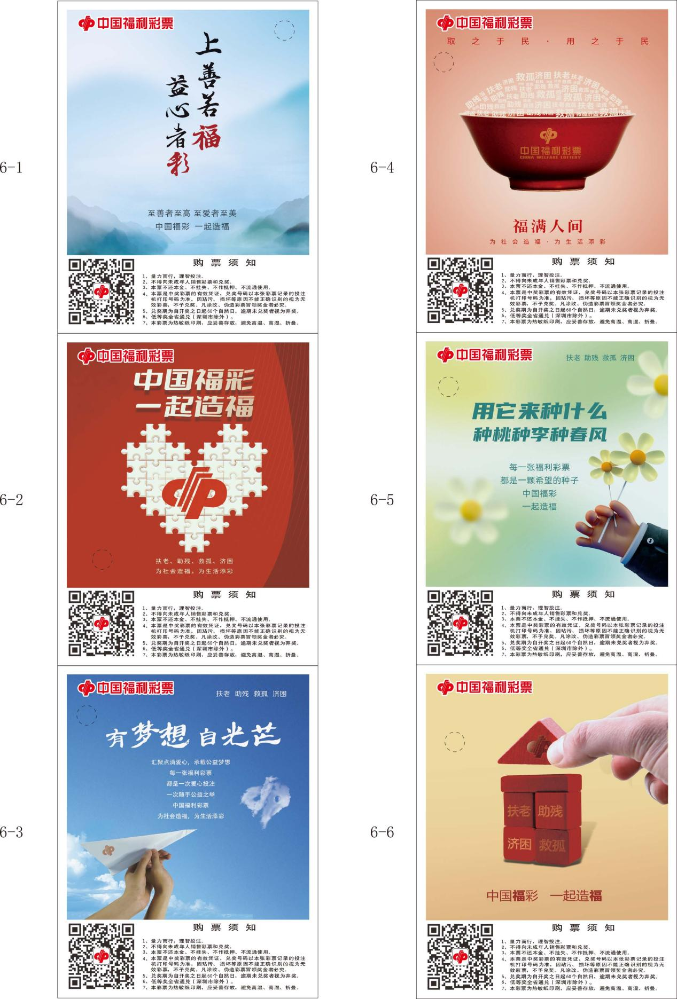 6-1
中国福利彩票
上善若福
益心者彩
至善者至高 至爱者至美
中国福彩 一起造福
购票须知
1、量力而行，理智投注。
2、不得向未成年人销售彩票和兑奖。
3、本票不还本金、不挂失、不作抵押、不流通使用。
4、本票是中奖彩票的有效凭证，兑奖号码以本张彩票记录的投注
机打印号码为准，因玷污、损坏等原因不能正确识别的视为无
效彩票，不予兑奖。凡涂改、伪造彩票冒领奖金者必究。
5、兑奖期为自开奖之日起60个自然日，逾期未兑奖者视为弃奖。
6、低等奖全省通兑（深圳市除外）。
7、本彩票为热敏纸印刷，应妥善存放，避免高温、高湿、折叠。
6-2
中国福利彩票
中国福彩
一起造福
扶老、助残、救孤、济困
为社会造福，为生活添彩
购票须知
1、量力而行，理智投注。
2、不得向未成年人销售彩票和兑奖。
3、本票不还本金、不挂失、不作抵押、不流通使用。
4、本票是中奖彩票的有效凭证，兑奖号码以本张彩票记录的投注
机打印号码为准，因玷污、损坏等原因不能正确识别的视为无
效彩票，不予兑奖。凡涂改、伪造彩票冒领奖金者必究。
5、兑奖期为自开奖之日起60个自然日，逾期未兑奖者视为弃奖。
6、低等奖全省通兑（深圳市除外）。
7、本彩票为热敏纸印刷，应妥善存放，避免高温、高湿、折叠。
6-3
中国福利彩票
扶老 助残 救孤 济困
有梦想 自光芒
汇聚点滴爱心，承载公益梦想
每一张福利彩票
都是一次爱心投注
一次随手公益之举
中国福利彩票
为社会造福，为生活添彩
购票须知
1、量力而行，理智投注。
2、不得向未成年人销售彩票和兑奖。
3、本票不还本金、不挂失、不作抵押、不流通使用。
4、本票是中奖彩票的有效凭证，兑奖号码以本张彩票记录的投注
机打印号码为准，因玷污、损坏等原因不能正确识别的视为无
效彩票，不予兑奖。凡涂改、伪造彩票冒领奖金者必究。
5、兑奖期为自开奖之日起60个自然日，逾期未兑奖者视为弃奖。
6、低等奖全省通兑（深圳市除外）。
7、本彩票为热敏纸印刷，应妥善存放，避免高温、高湿、折叠。
6-4
中国福利彩票
取之于民·用之于民
救孤 济困 扶老
中国福利彩票
CHINA WELFARE LOTTERY
福满人间
为社会造福·为生活添彩
购票须知
1、量力而行，理智投注。
2、不得向未成年人销售彩票和兑奖。
3、本票不还本金、不挂失、不作抵押、不流通使用。
4、本票是中奖彩票的有效凭证，兑奖号码以本张彩票记录的投注
机打印号码为准，因玷污、损坏等原因不能正确识别的视为无
效彩票，不予兑奖。凡涂改、伪造彩票冒领奖金者必究。
5、兑奖期为自开奖之日起60个自然日，逾期未兑奖者视为弃奖。
6、低等奖全省通兑（深圳市除外）。
7、本彩票为热敏纸印刷，应妥善存放，避免高温、高湿、折叠。
6-5
中国福利彩票
扶老 助残 救孤 济困
用它来种什么
种桃种李种春风
每一张福利彩票
都是一颗希望的种子
中国福彩
一起造福
购票须知
1、量力而行，理智投注。
2、不得向未成年人销售彩票和兑奖。
3、本票不还本金、不挂失、不作抵押、不流通使用。
4、本票是中奖彩票的有效凭证，兑奖号码以本张彩票记录的投注
机打印号码为准，因玷污、损坏等原因不能正确识别的视为无
效彩票，不予兑奖。凡涂改、伪造彩票冒领奖金者必究。
5、兑奖期为自开奖之日起60个自然日，逾期未兑奖者视为弃奖。
6、低等奖全省通兑（深圳市除外）。
7、本彩票为热敏纸印刷，应妥善存放，避免高温、高湿、折叠。
6-6
中国福利彩票
扶老 助残
济困 救孤
中国福彩 一起造福
购票须知
1、量力而行，理智投注。
2、不得向未成年人销售彩票和兑奖。
3、本票不还本金、不挂失、不作抵押、不流通使用。
4、本票是中奖彩票的有效凭证，兑奖号码以本张彩票记录的投注
机打印号码为准，因玷污、损坏等原因不能正确识别的视为无
效彩票，不予兑奖。凡涂改、伪造彩票冒领奖金者必究。
5、兑奖期为自开奖之日起60个自然日，逾期未兑奖者视为弃奖。
6、低等奖全省通兑（深圳市除外）。
7、本彩票为热敏纸印刷，应妥善存放，避免高温、高湿、折叠。